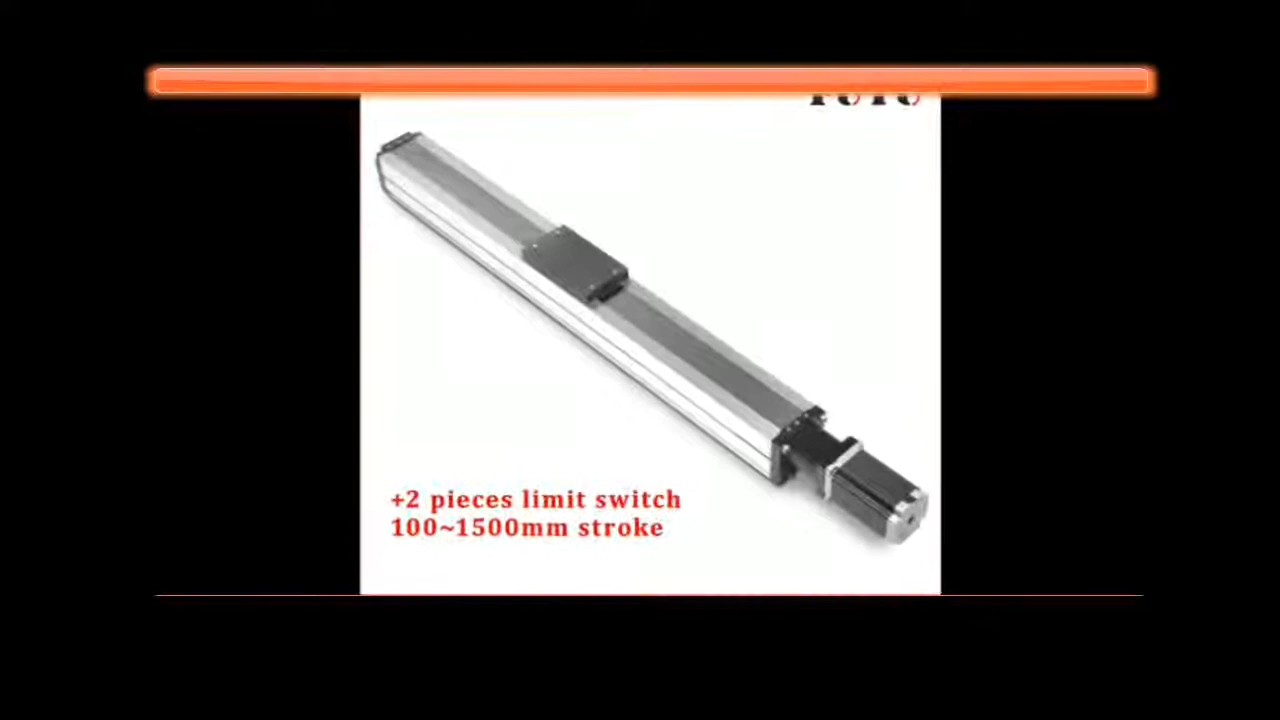 +2 pieces limit switch
100~1500mm stroke